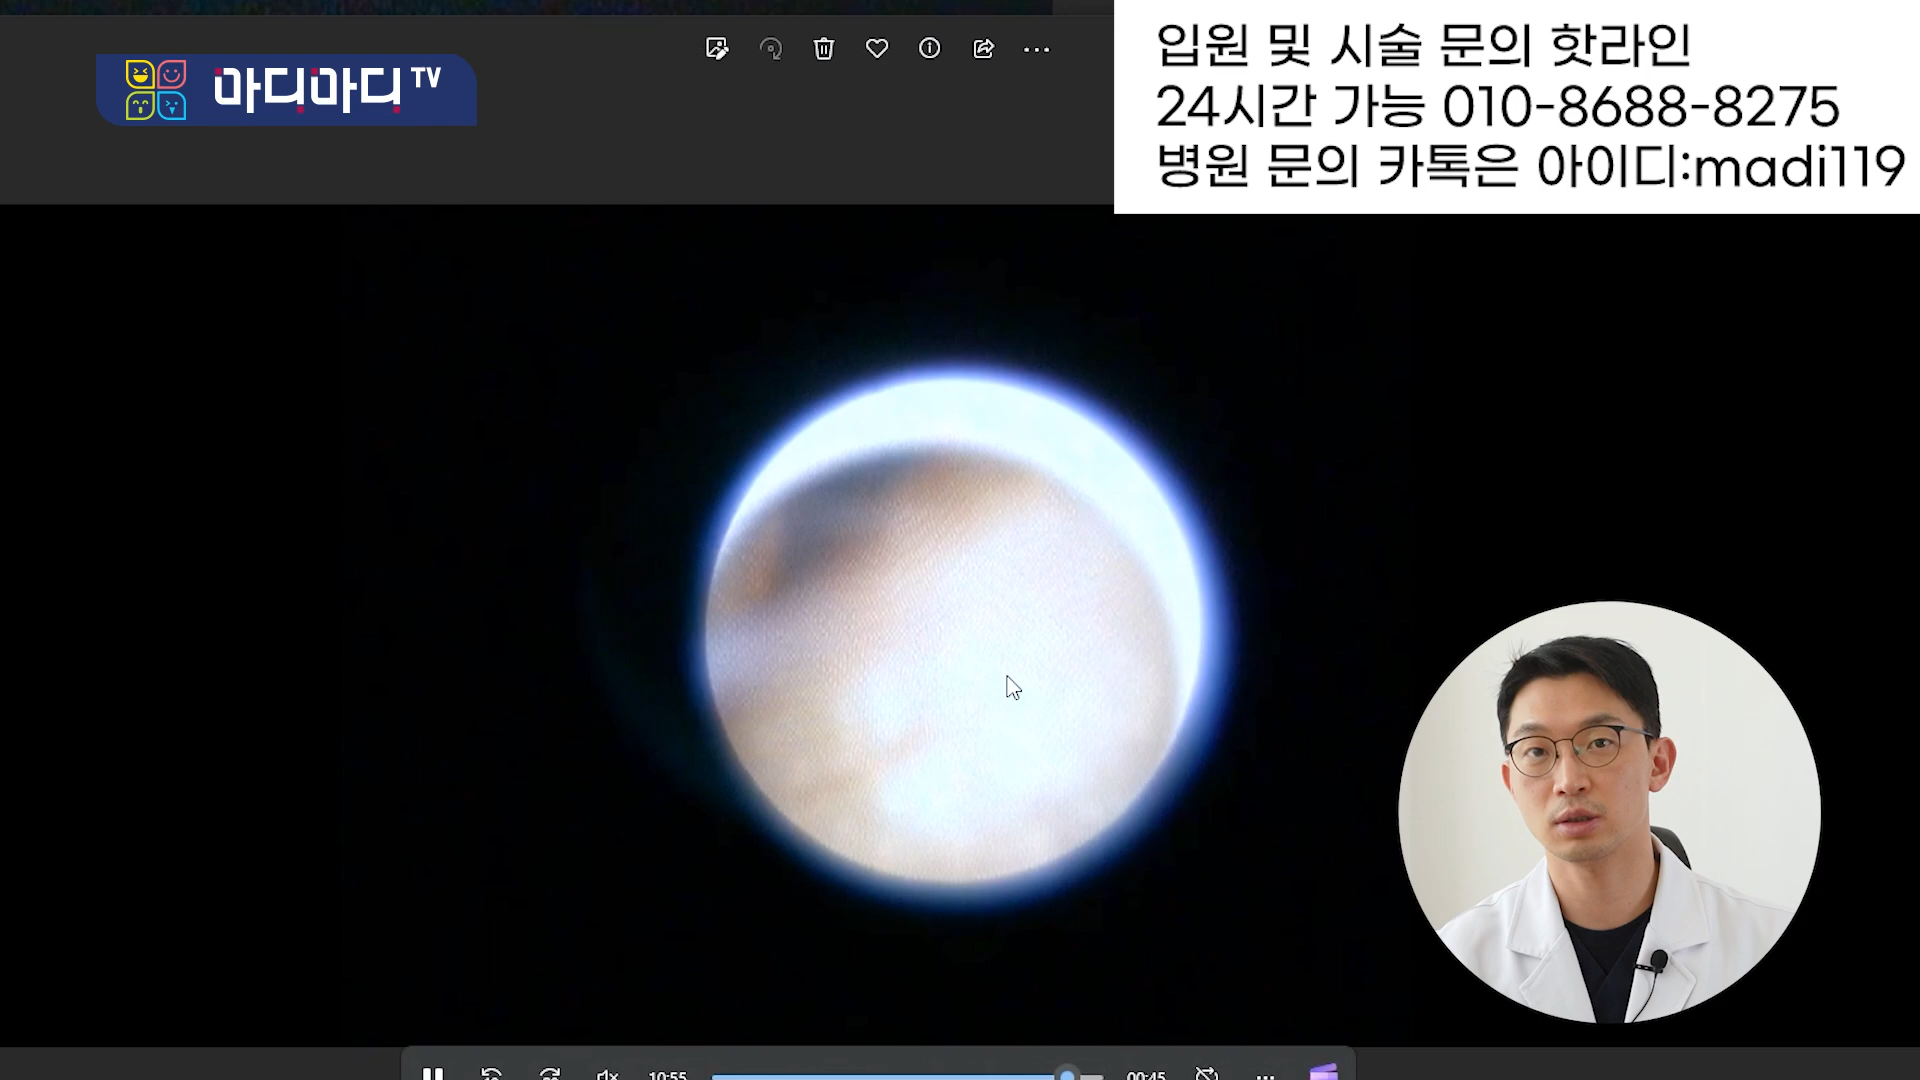 마디마디 TV
입원 및 시술 문의 핫라인
24시간 가능 010-8688-8275
병원 문의 카톡은 아이디:madi119
10:55
00:45